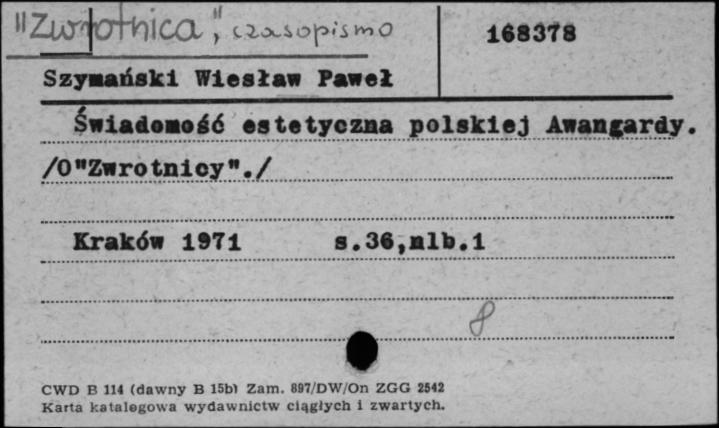 "Zwrotnica", czasopismo
168378
Szymański Wiesław Paweł
Świadomość estetyczna polskiej Awangardy.
/O"Zwrotnicy"./
Kraków 1971 s.36,nlb.1
8
CWD B 114 (dawny B 15b) Zam. 897/DW/On ZGG 2542
Karta katalogowa wydawnictw ciągłych i zwartych.